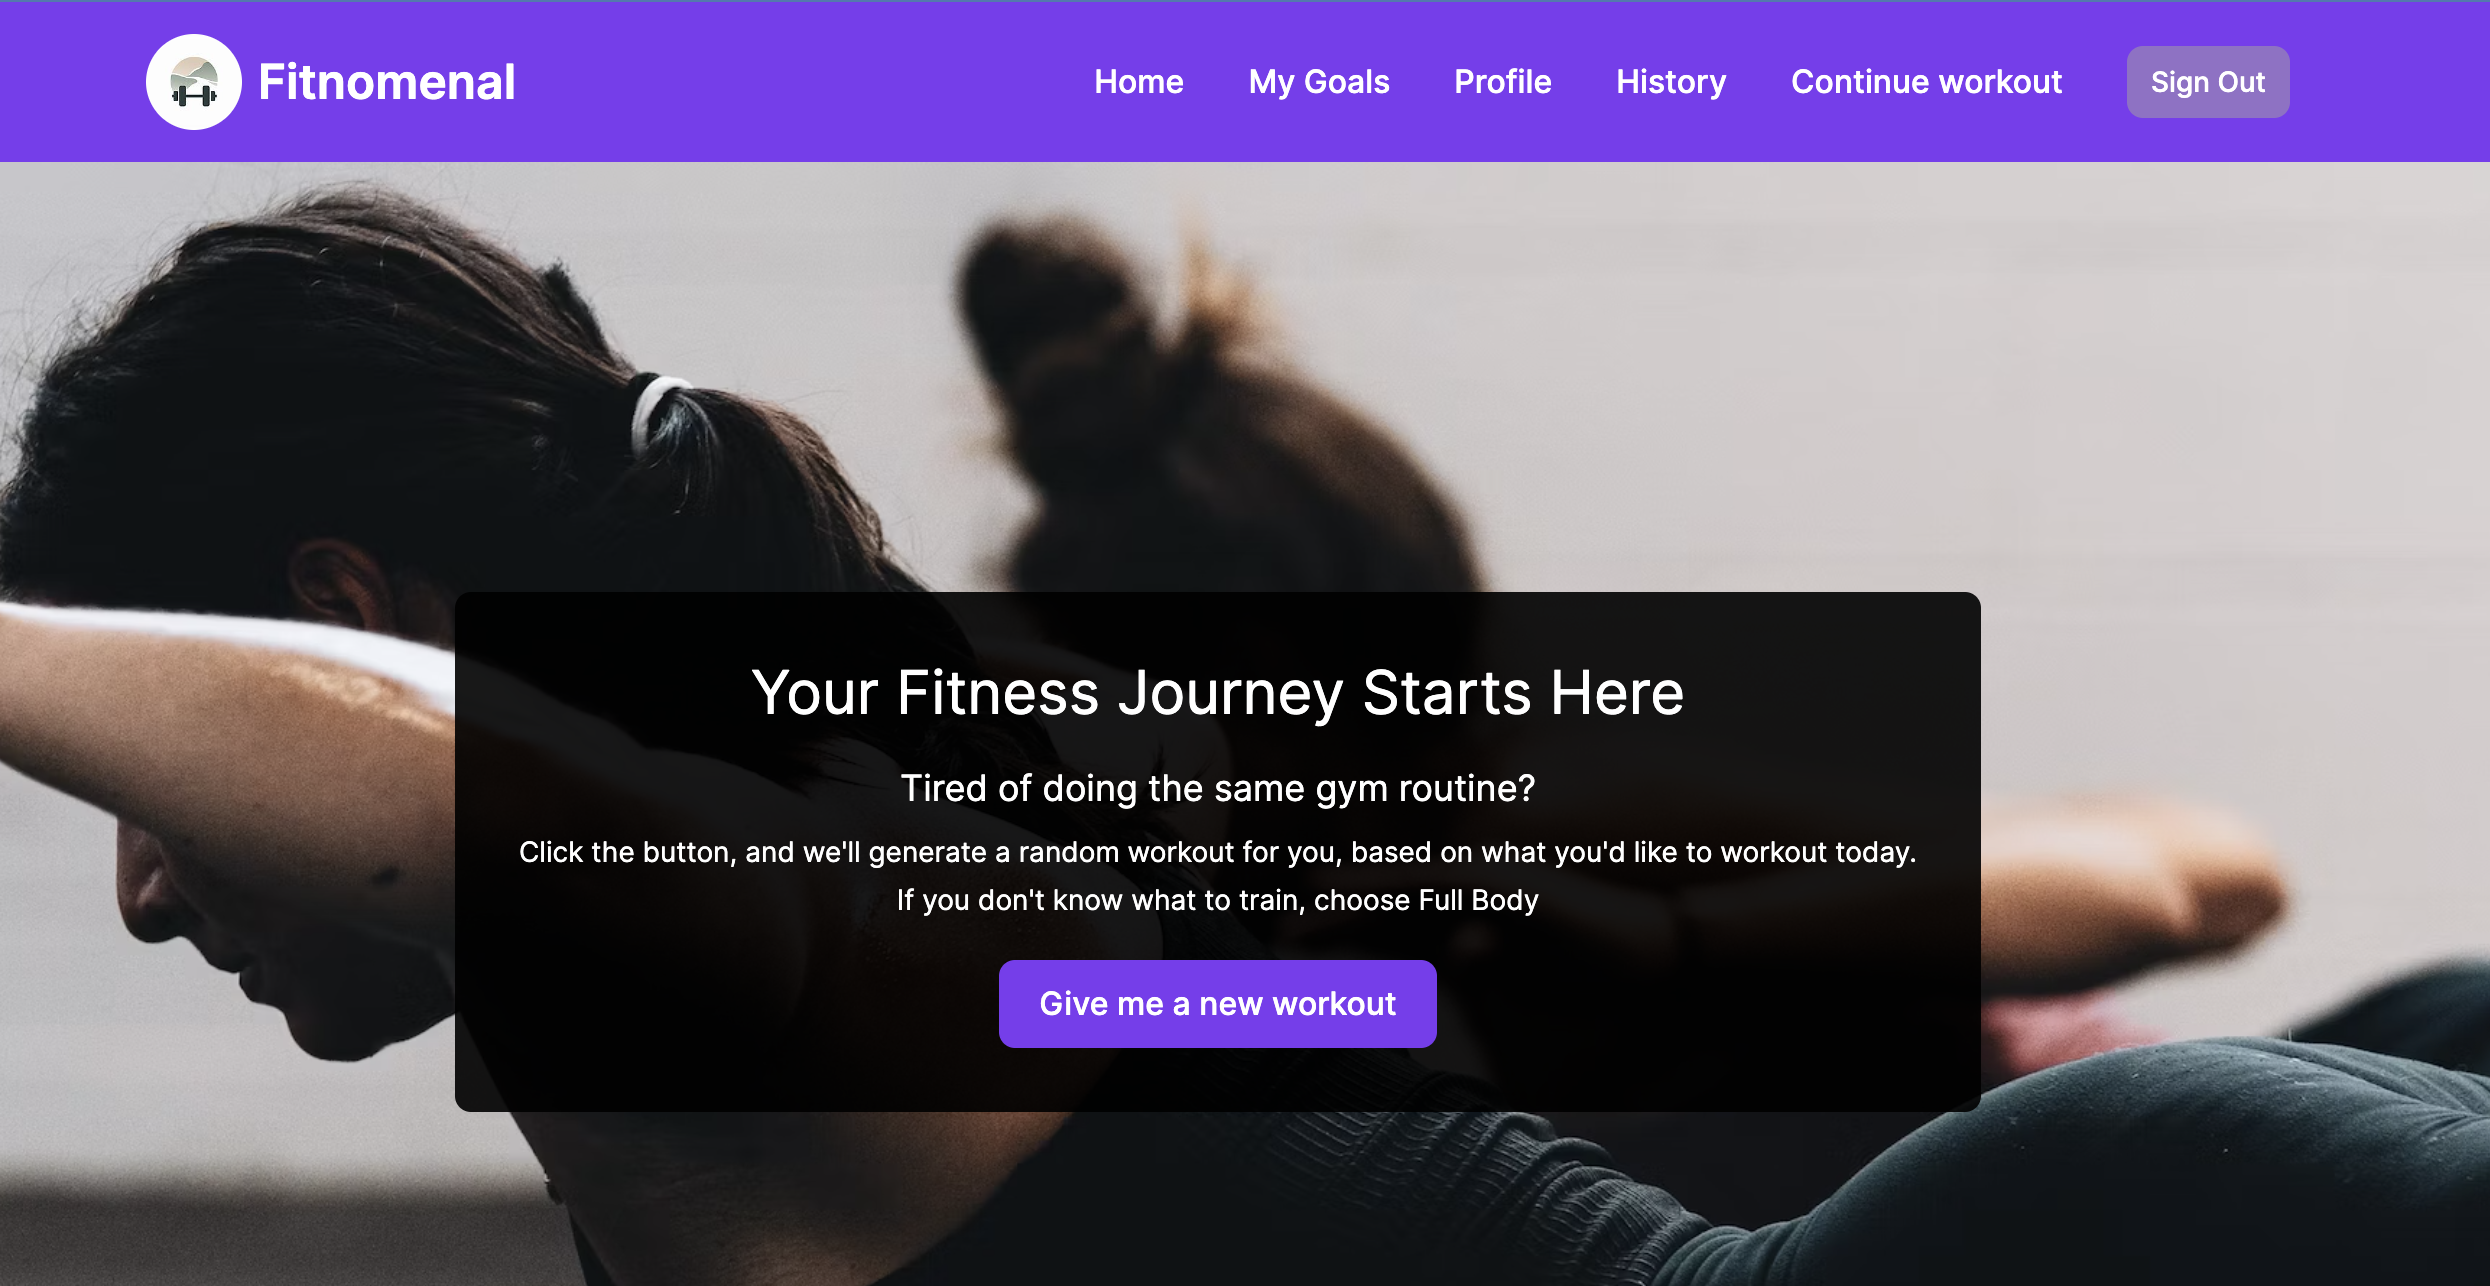 Fitnomenal
Home
My Goals
Profile
History
Continue workout
Sign Out
Your Fitness Journey Starts Here
Tired of doing the same gym routine?
Click the button, and we'll generate a random workout for you, based on what you'd like to workout today.
If you don't know what to train, choose Full Body
Give me a new workout